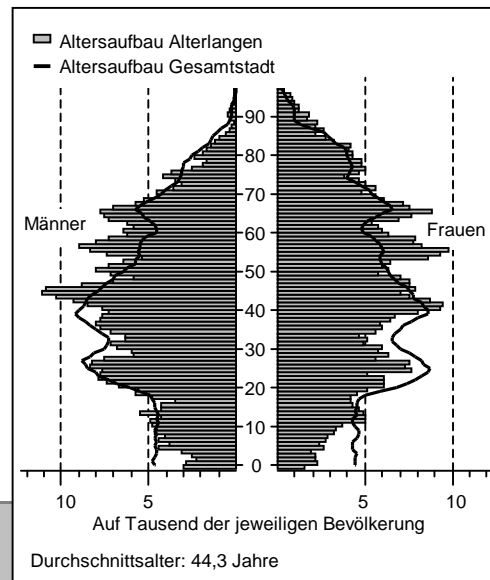 Altersaufbau Alterlangen
Altersaufbau Gesamtstadt
90
80
70
Männer
Frauen
60
50
40
30
20
10
0
10 5 5 10
Auf Tausend der jeweiligen Bevölkerung
Durchschnittsalter: 44,3 Jahre